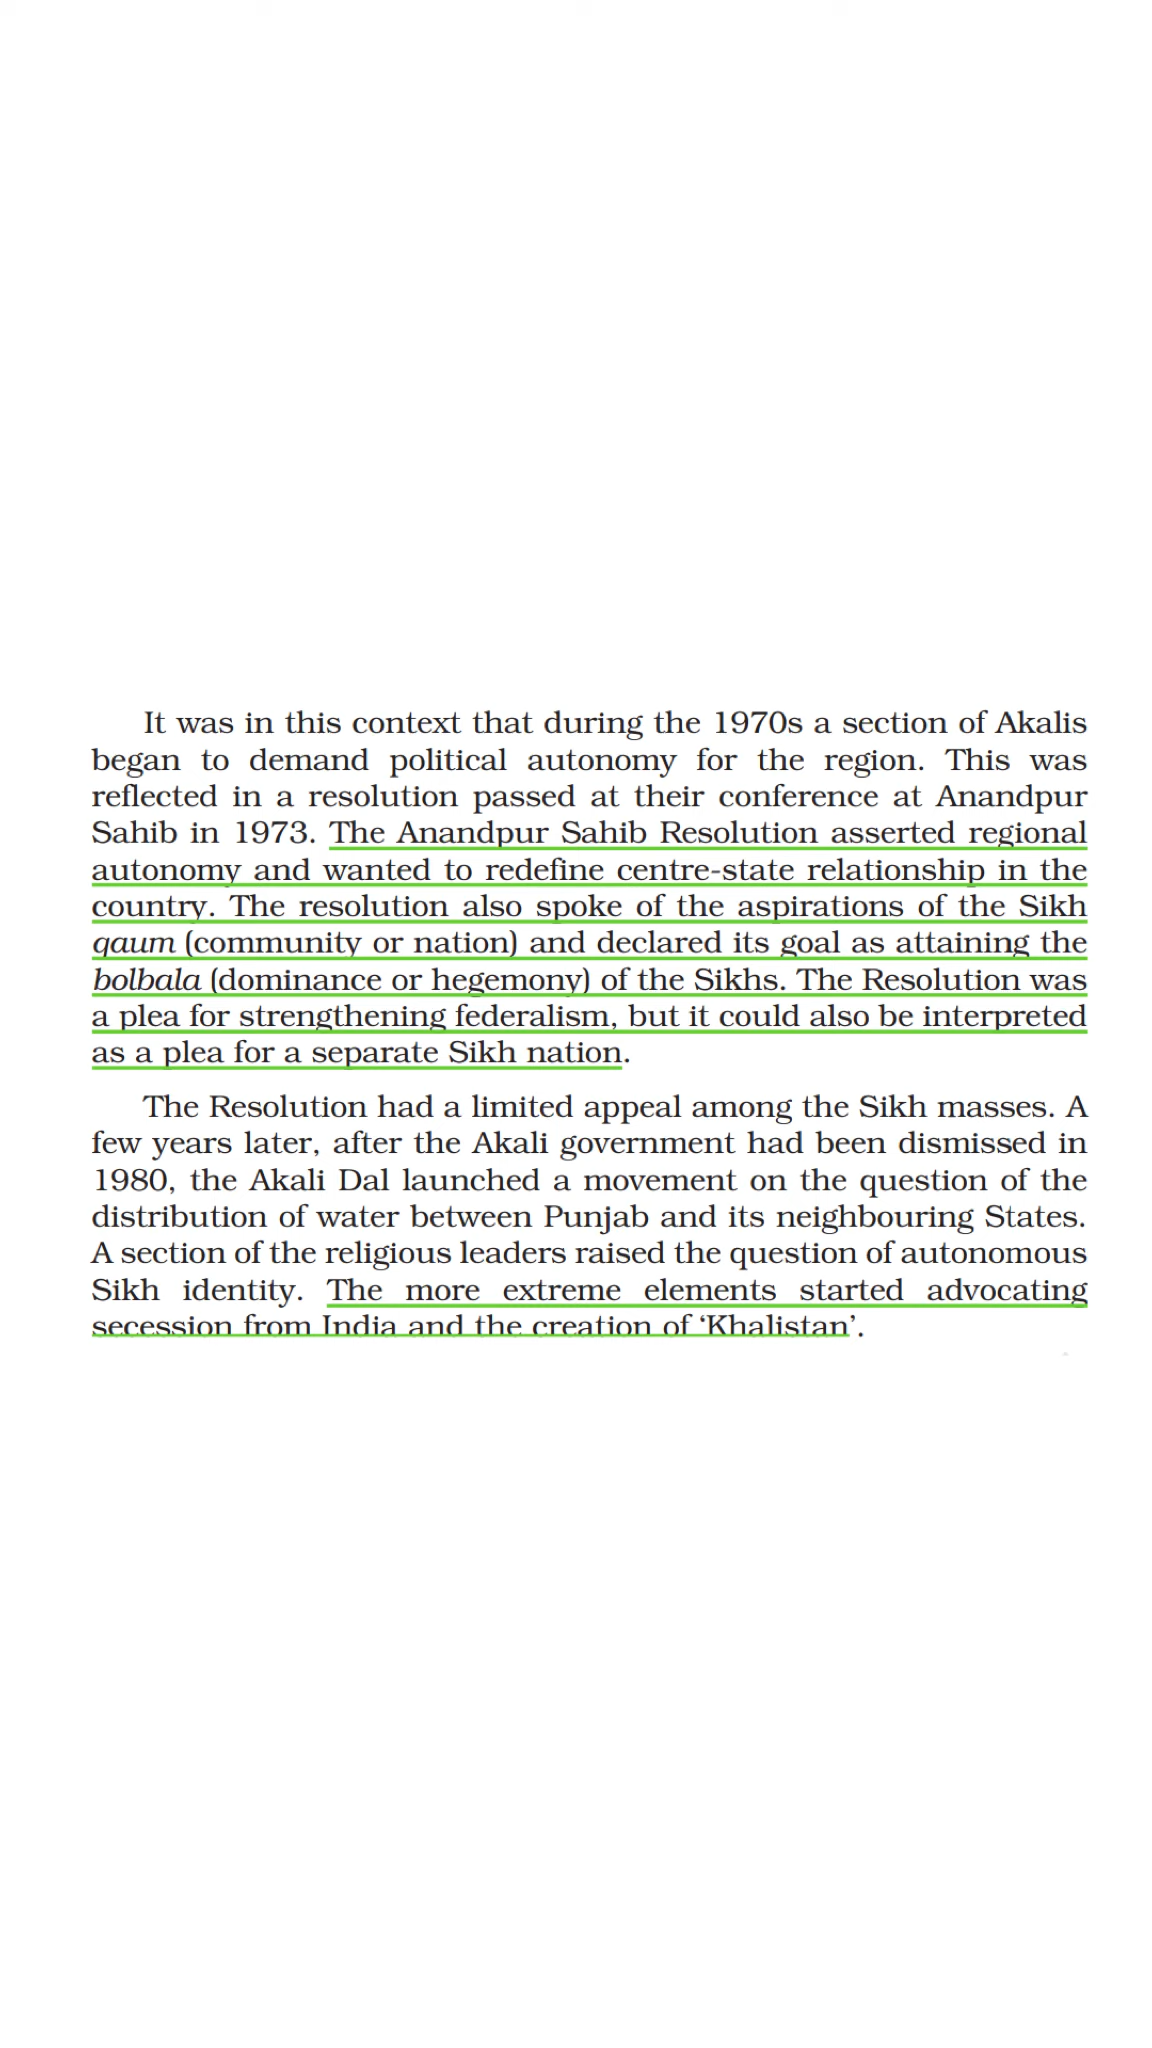 It was in this context that during the 1970s a section of Akalis
began to demand political autonomy for the region. This was
reflected in a resolution passed at their conference at Anandpur
Sahib in 1973. The Anandpur Sahib Resolution asserted regional
autonomy and wanted to redefine centre-state relationship in the
country. The resolution also spoke of the aspirations of the Sikh
qaum (community or nation) and declared its goal as attaining the
bolbala (dominance or hegemony) of the Sikhs. The Resolution was
a plea for strengthening federalism, but it could also be interpreted
as a plea for a separate Sikh nation.
The Resolution had a limited appeal among the Sikh masses. A
few years later, after the Akali government had been dismissed in
1980, the Akali Dal launched a movement on the question of the
distribution of water between Punjab and its neighbouring States.
A section of the religious leaders raised the question of autonomous
Sikh identity. The more extreme elements started advocating
secession from India and the creation of ‘Khalistan’.